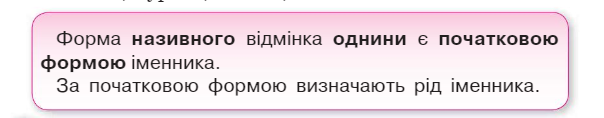 Форма називного відмінка однини є початковою
формою іменника.
За початковою формою визначають рід іменника.